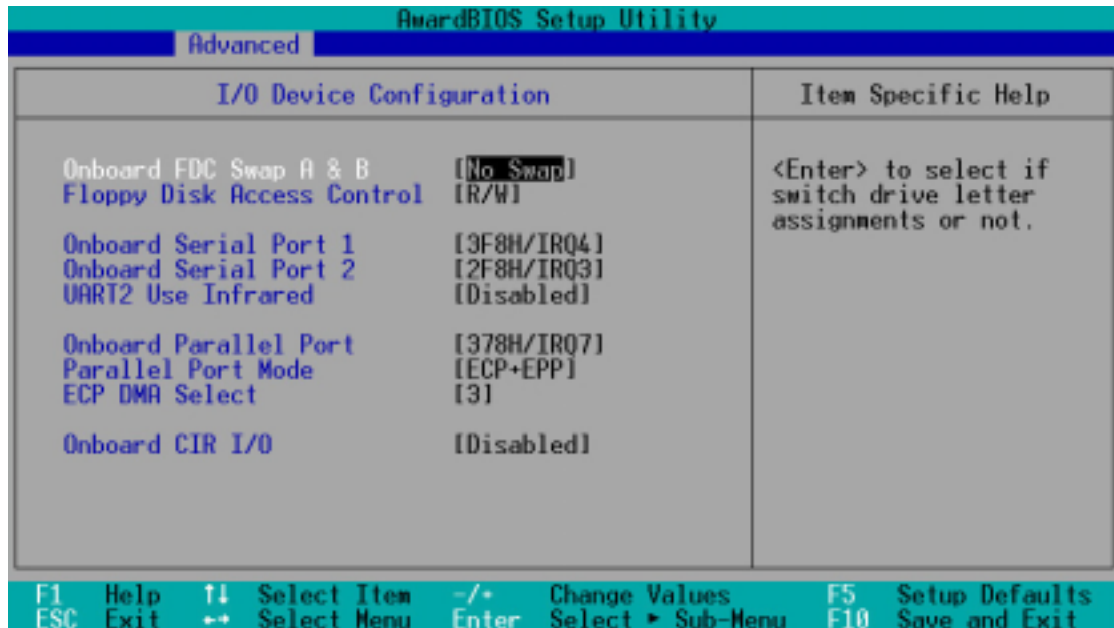 AwardBIOS Setup Utility
Advanced
I/O Device Configuration
Item Specific Help
Onboard FDC Swap A & B [No Swap]
Floppy Disk Access Control [R/W]
Onboard Serial Port 1 [3F8H/IRQ4]
Onboard Serial Port 2 [2F8H/IRQ3]
UART2 Use Infrared [Disabled]
Onboard Parallel Port [378H/IRQ7]
Parallel Port Mode [ECP+EPP]
ECP DMA Select [3]
Onboard CIR I/O [Disabled]
<Enter> to select if
switch drive letter
assignments or not.
F1 Help ↑↓ Select Item -/+ Change Values F5 Setup Defaults
ESC Exit ←→ Select Menu Enter Select ► Sub-Menu F10 Save and Exit